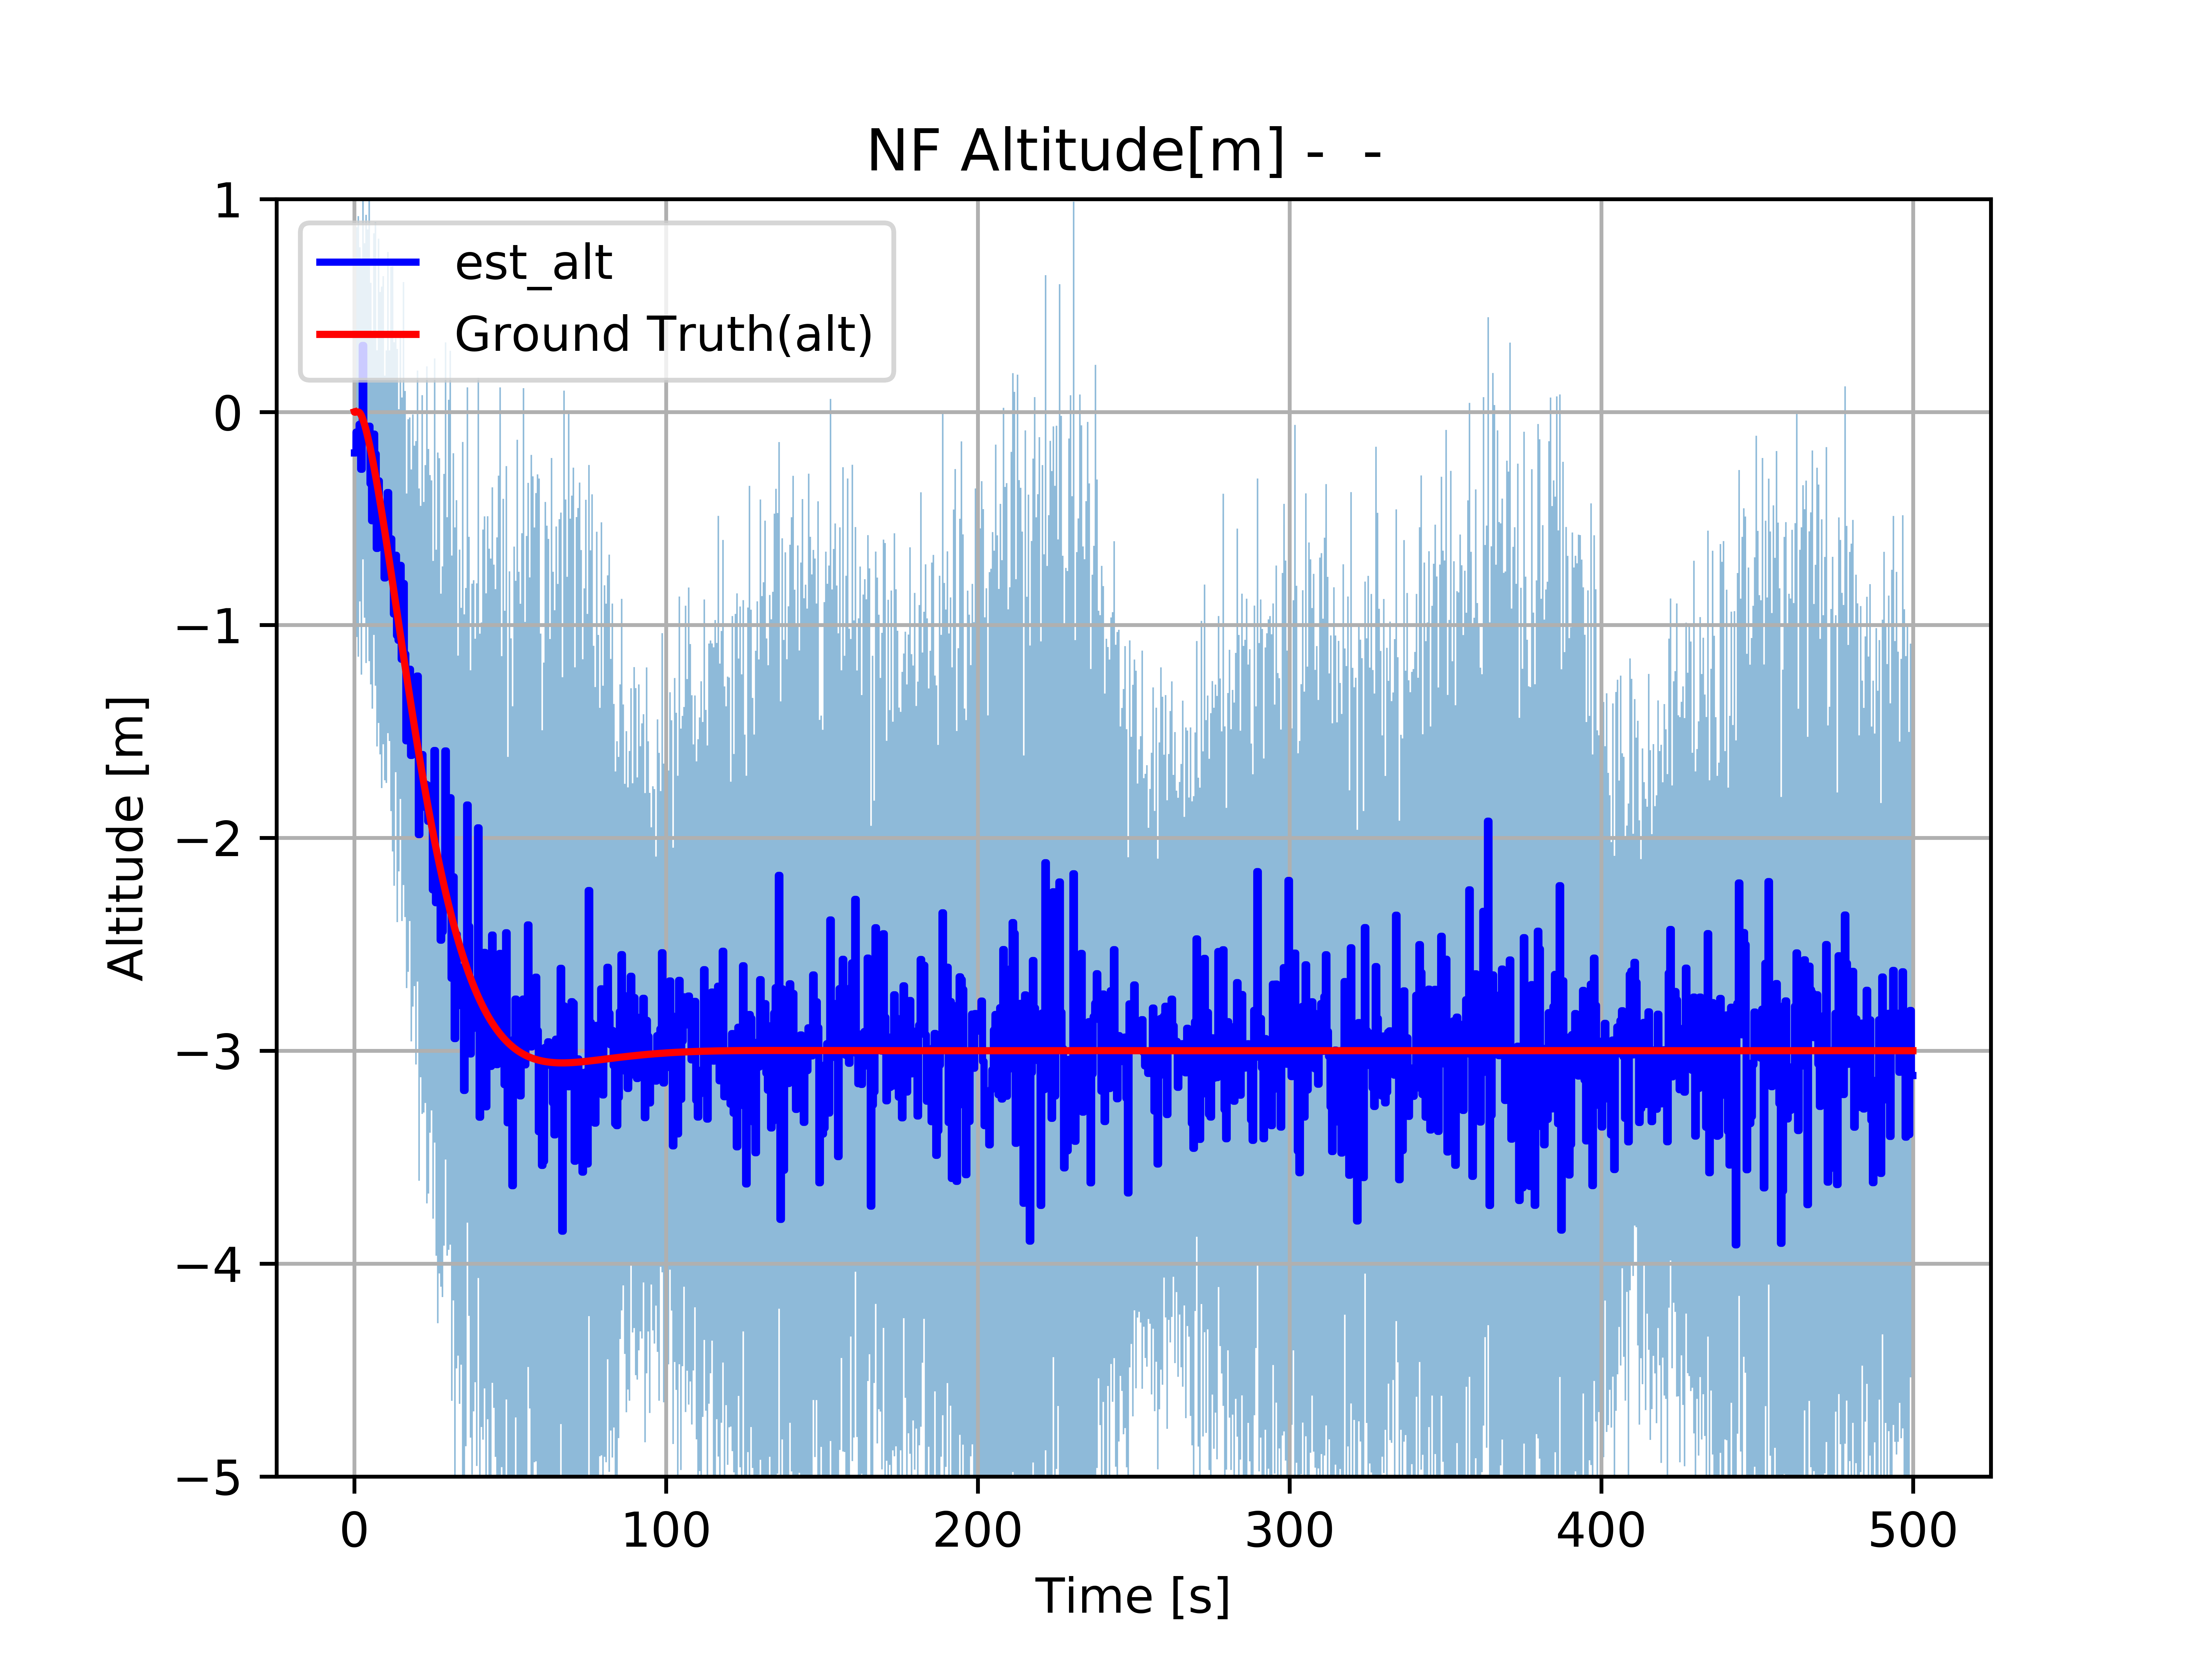 NF Altitude[m] -  -
est_alt
Ground Truth(alt)
Altitude [m]
1
0
−1
−2
−3
−4
−5
0 100 200 300 400 500
Time [s]